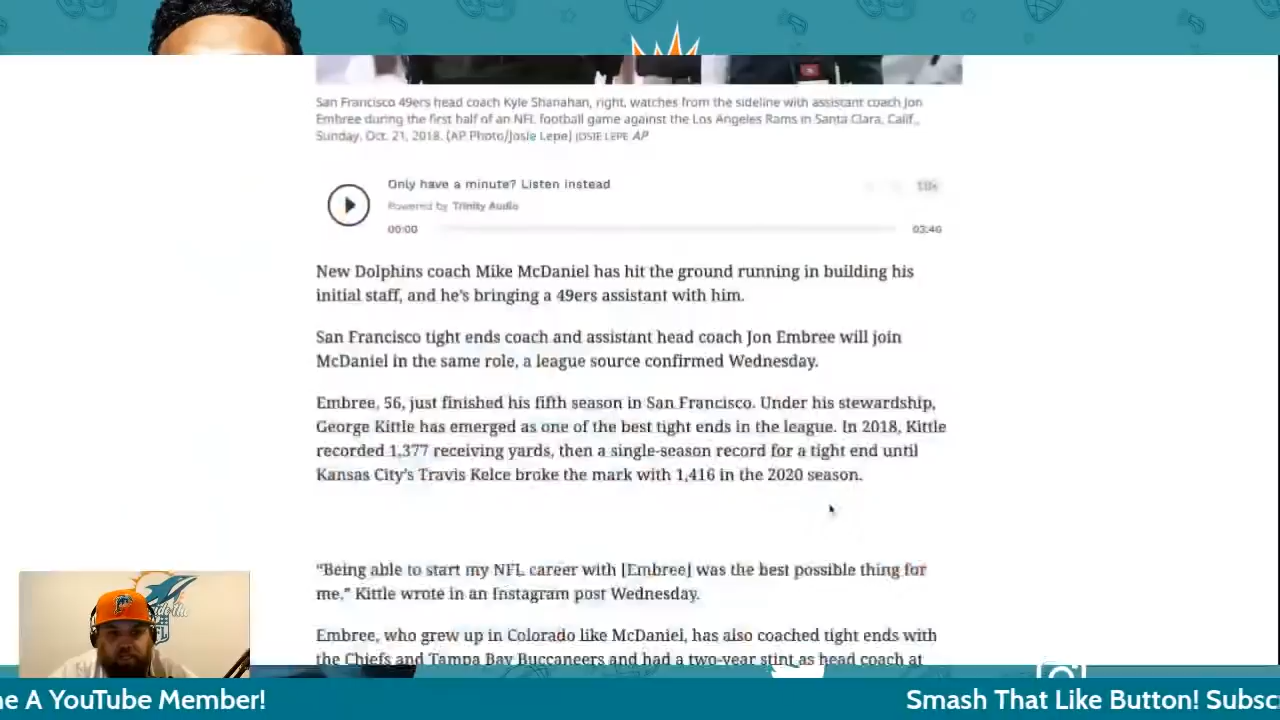 San Francisco 49ers head coach Kyle Shanahan, right, watches from the sideline with assistant coach Jon
Embree during the first half of an NFL football game against the Los Angeles Rams in Santa Clara, Calif.,
Sunday, Oct. 21, 2018. (AP Photo/Josie Lepe) JOSIE LEPE AP
Only have a minute? Listen instead
Powered by Trinity Audio
00:00
03:46
New Dolphins coach Mike McDaniel has hit the ground running in building his
initial staff, and he's bringing a 49ers assistant with him.
San Francisco tight ends coach and assistant head coach Jon Embree will join
McDaniel in the same role, a league source confirmed Wednesday.
Embree, 56, just finished his fifth season in San Francisco. Under his stewardship,
George Kittle has emerged as one of the best tight ends in the league. In 2018, Kittle
recorded 1,377 receiving yards, then a single-season record for a tight end until
Kansas City's Travis Kelce broke the mark with 1,416 in the 2020 season.
"Being able to start my NFL career with [Embree] was the best possible thing for
me," Kittle wrote in an Instagram post Wednesday.
Embree, who grew up in Colorado like McDaniel, has also coached tight ends with
the Chiefs and Tampa Bay Buccaneers and had a two-year stint as head coach at
ne A YouTube Member!
Smash That Like Button! Subsc